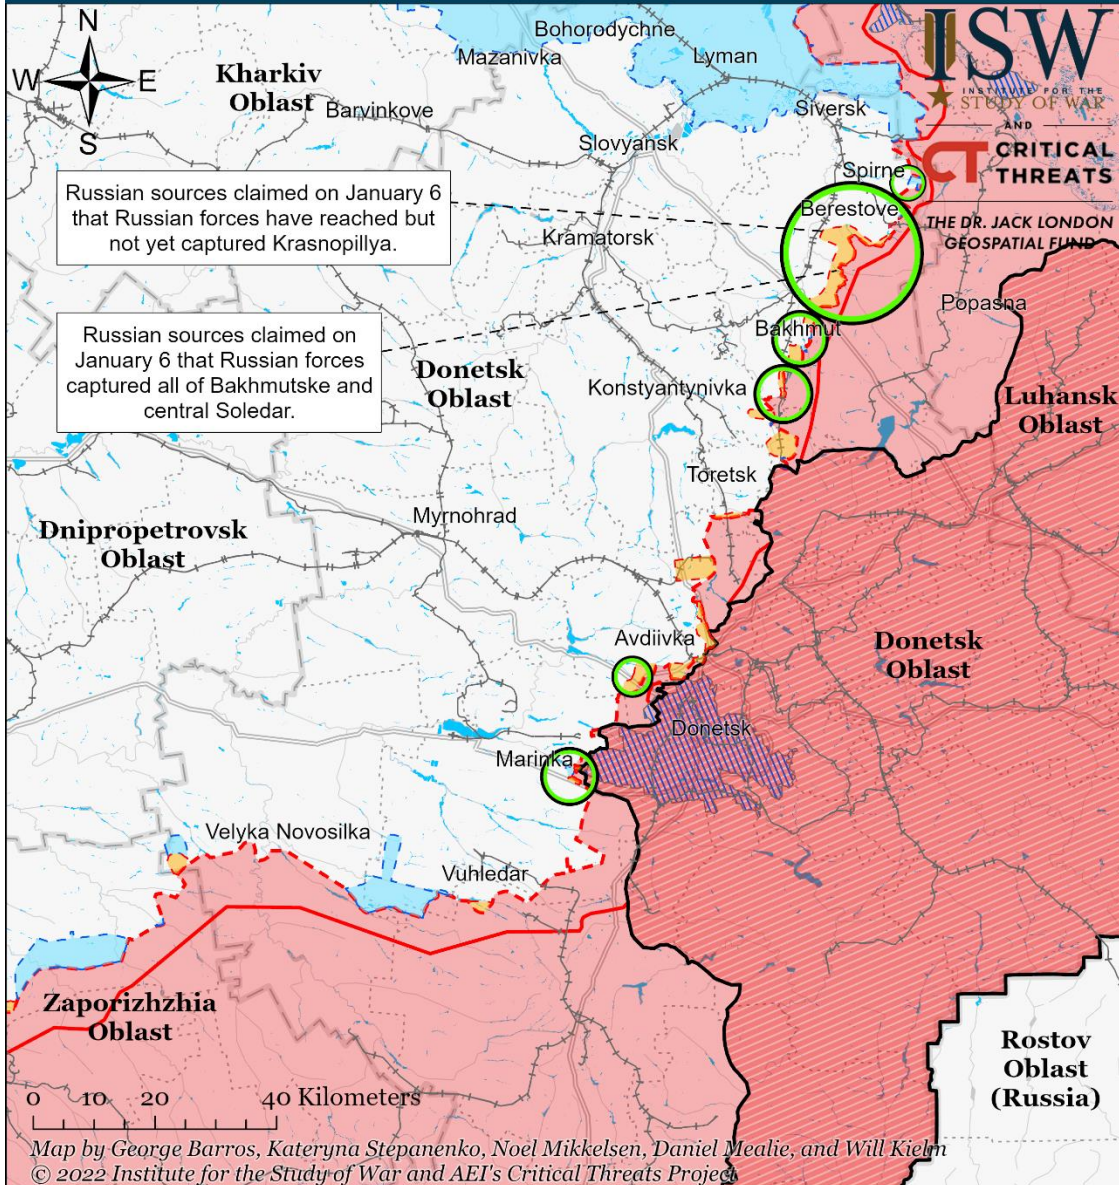 N
W
E
S
ISW
INSTITUTE FOR THE
STUDY OF WAR
AND
CT CRITICAL
THREATS
THE DR. JACK LONDON
GEOSPATIAL FUND
Bohorodychne
Mazanivka
Lyman
Kharkiv
Oblast
Barvinkove
Siversk
Slovyansk
Spirne
Russian sources claimed on January 6
that Russian forces have reached but
not yet captured Krasnopillya.
Berestove
Kramatorsk
Popasna
Russian sources claimed on
January 6 that Russian forces
captured all of Bakhmutske and
central Soledar.
Bakhmut
Donetsk
Oblast
Konstyantynivka
Luhansk
Oblast
Toretsk
Myrnohrad
Dnipropetrovsk
Oblast
Avdiivka
Donetsk
Oblast
Donetsk
Marinka
Velyka Novosilka
Vuhledar
Zaporizhzhia
Oblast
Rostov
Oblast
(Russia)
0 10 20 40 Kilometers
Map by George Barros, Kateryna Stepanenko, Noel Mikkelsen, Daniel Mealie, and Will Kielm
© 2022 Institute for the Study of War and AEI's Critical Threats Project